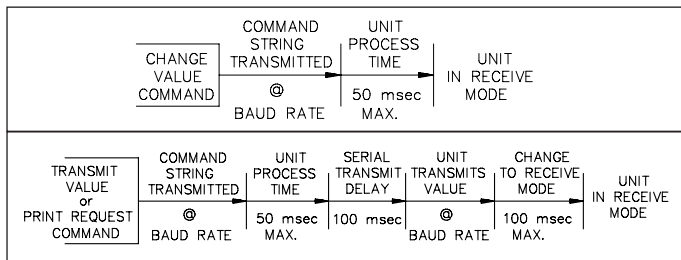 CHANGE
VALUE
COMMAND
COMMAND
STRING
TRANSMITTED
@
BAUD RATE
UNIT
PROCESS
TIME
50 msec
MAX.
UNIT
IN RECEIVE
MODE
TRANSMIT
VALUE
or
PRINT REQUEST
COMMAND
COMMAND
STRING
TRANSMITTED
@
BAUD RATE
UNIT
PROCESS
TIME
50 msec
MAX.
SERIAL
TRANSMIT
DELAY
100 msec
UNIT
TRANSMITS
VALUE
@
BAUD RATE
CHANGE
TO RECEIVE
MODE
100 msec
MAX.
UNIT
IN RECEIVE
MODE